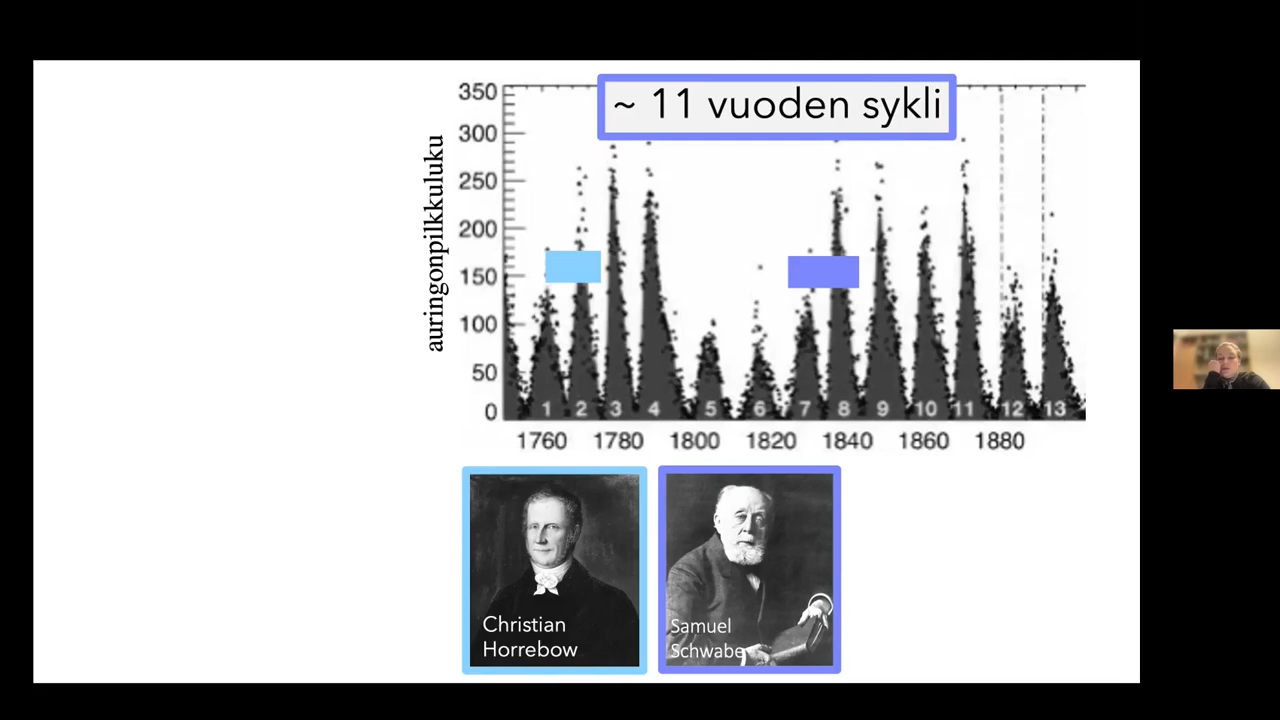 ~ 11 vuoden sykli
auringonpilkkuluku
350
300
250
200
150
100
50
0
1 2 3 4 5 6 7 8 9 10 11 12 13
1760 1780 1800 1820 1840 1860 1880
Christian
Horrebow
Samuel
Schwabe